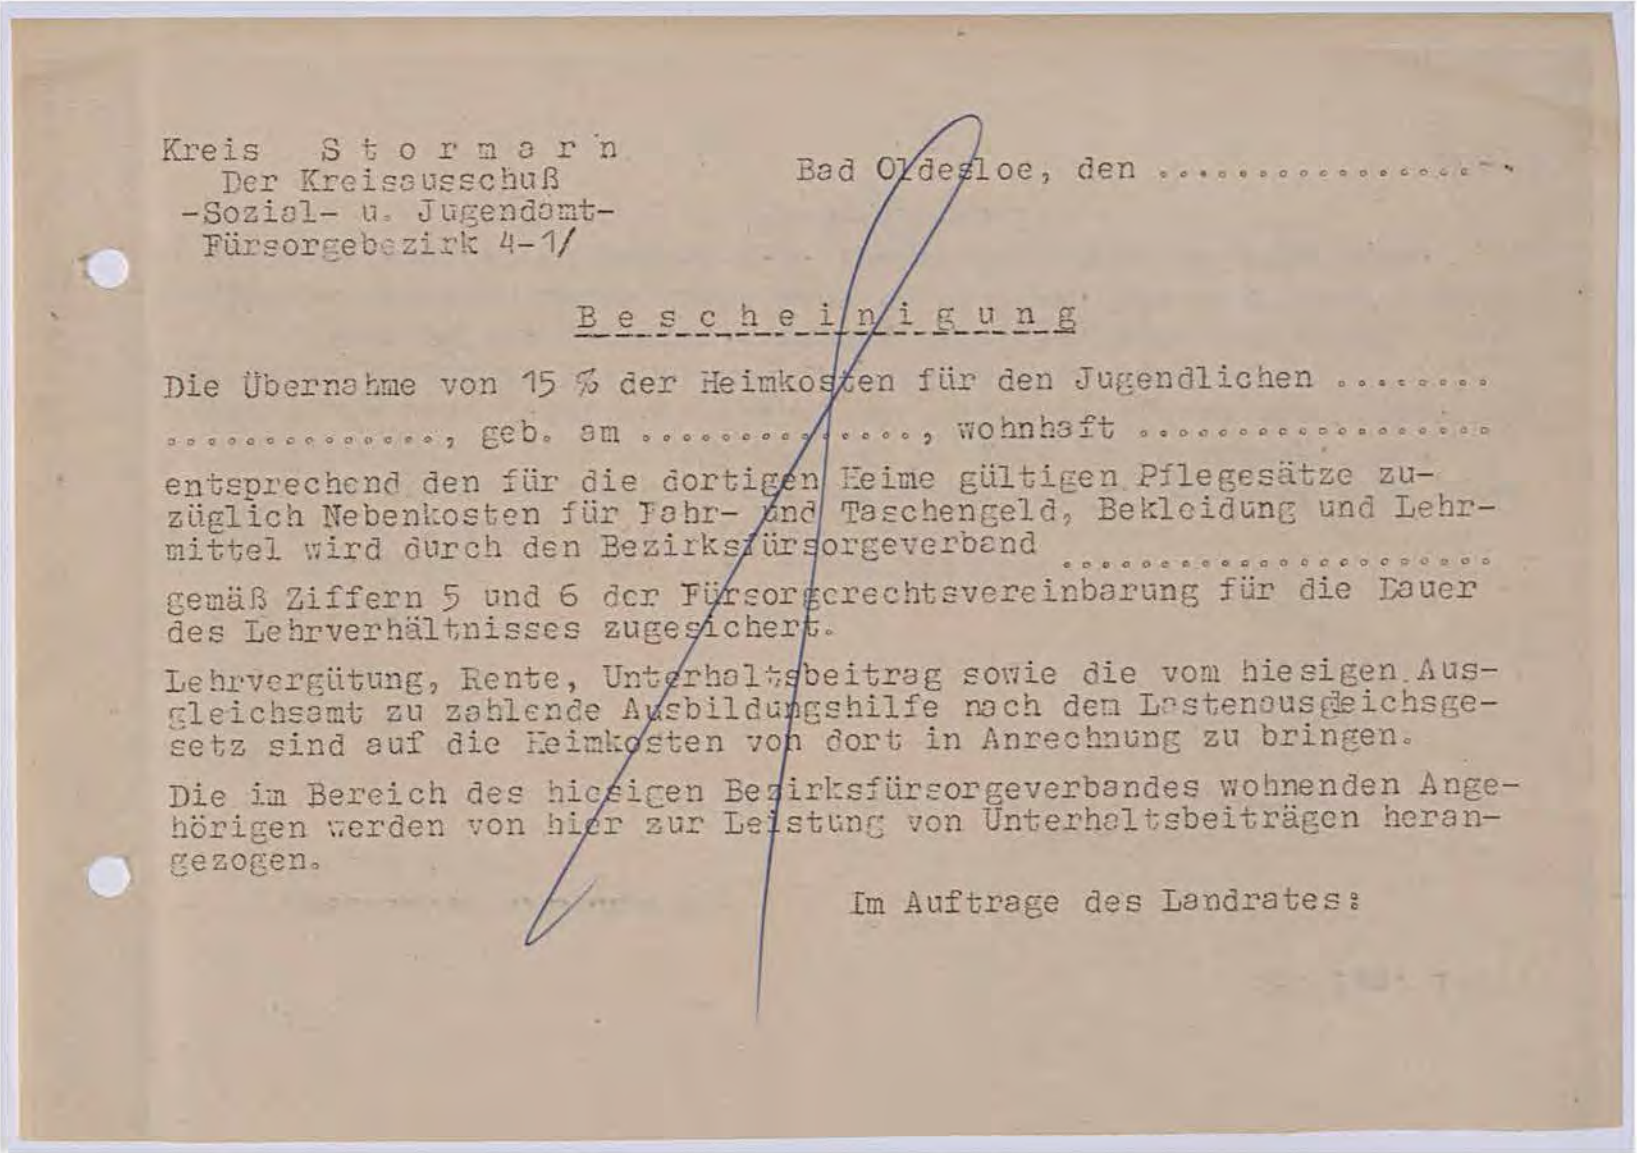 Kreis S t o r m a r n
Der Kreisausschuß
-Sozial- u. Jugendamt-
Fürsorgebezirk 4-1/
Bad Oldesloe, den ....................
B e s c h e i n i g u n g
Die Übernahme von 15 % der Heimkosten für den Jugendlichen ........
.............., geb. am .............., wohnhaft ..................
entsprechend den für die dortigen Heime gültigen Pflegesätze zu-
züglich Nebenkosten für Fahr- und Taschengeld, Bekleidung und Lehr-
mittel wird durch den Bezirksfürsorgeverband ......................
gemäß Ziffern 5 und 6 der Fürsorgerechtsvereinbarung für die Dauer
des Lehrverhältnisses zugesichert.
Lehrvergütung, Rente, Unterhaltsbeitrag sowie die vom hiesigen Aus-
gleichsamt zu zahlende Ausbildungshilfe nach dem Lastenausgleichsge-
setz sind auf die Heimkosten von dort in Anrechnung zu bringen.
Die im Bereich des hiesigen Bezirksfürsorgeverbandes wohnenden Ange-
hörigen werden von hier zur Leistung von Unterhaltsbeiträgen heran-
gezogen.
Im Auftrage des Landrates: